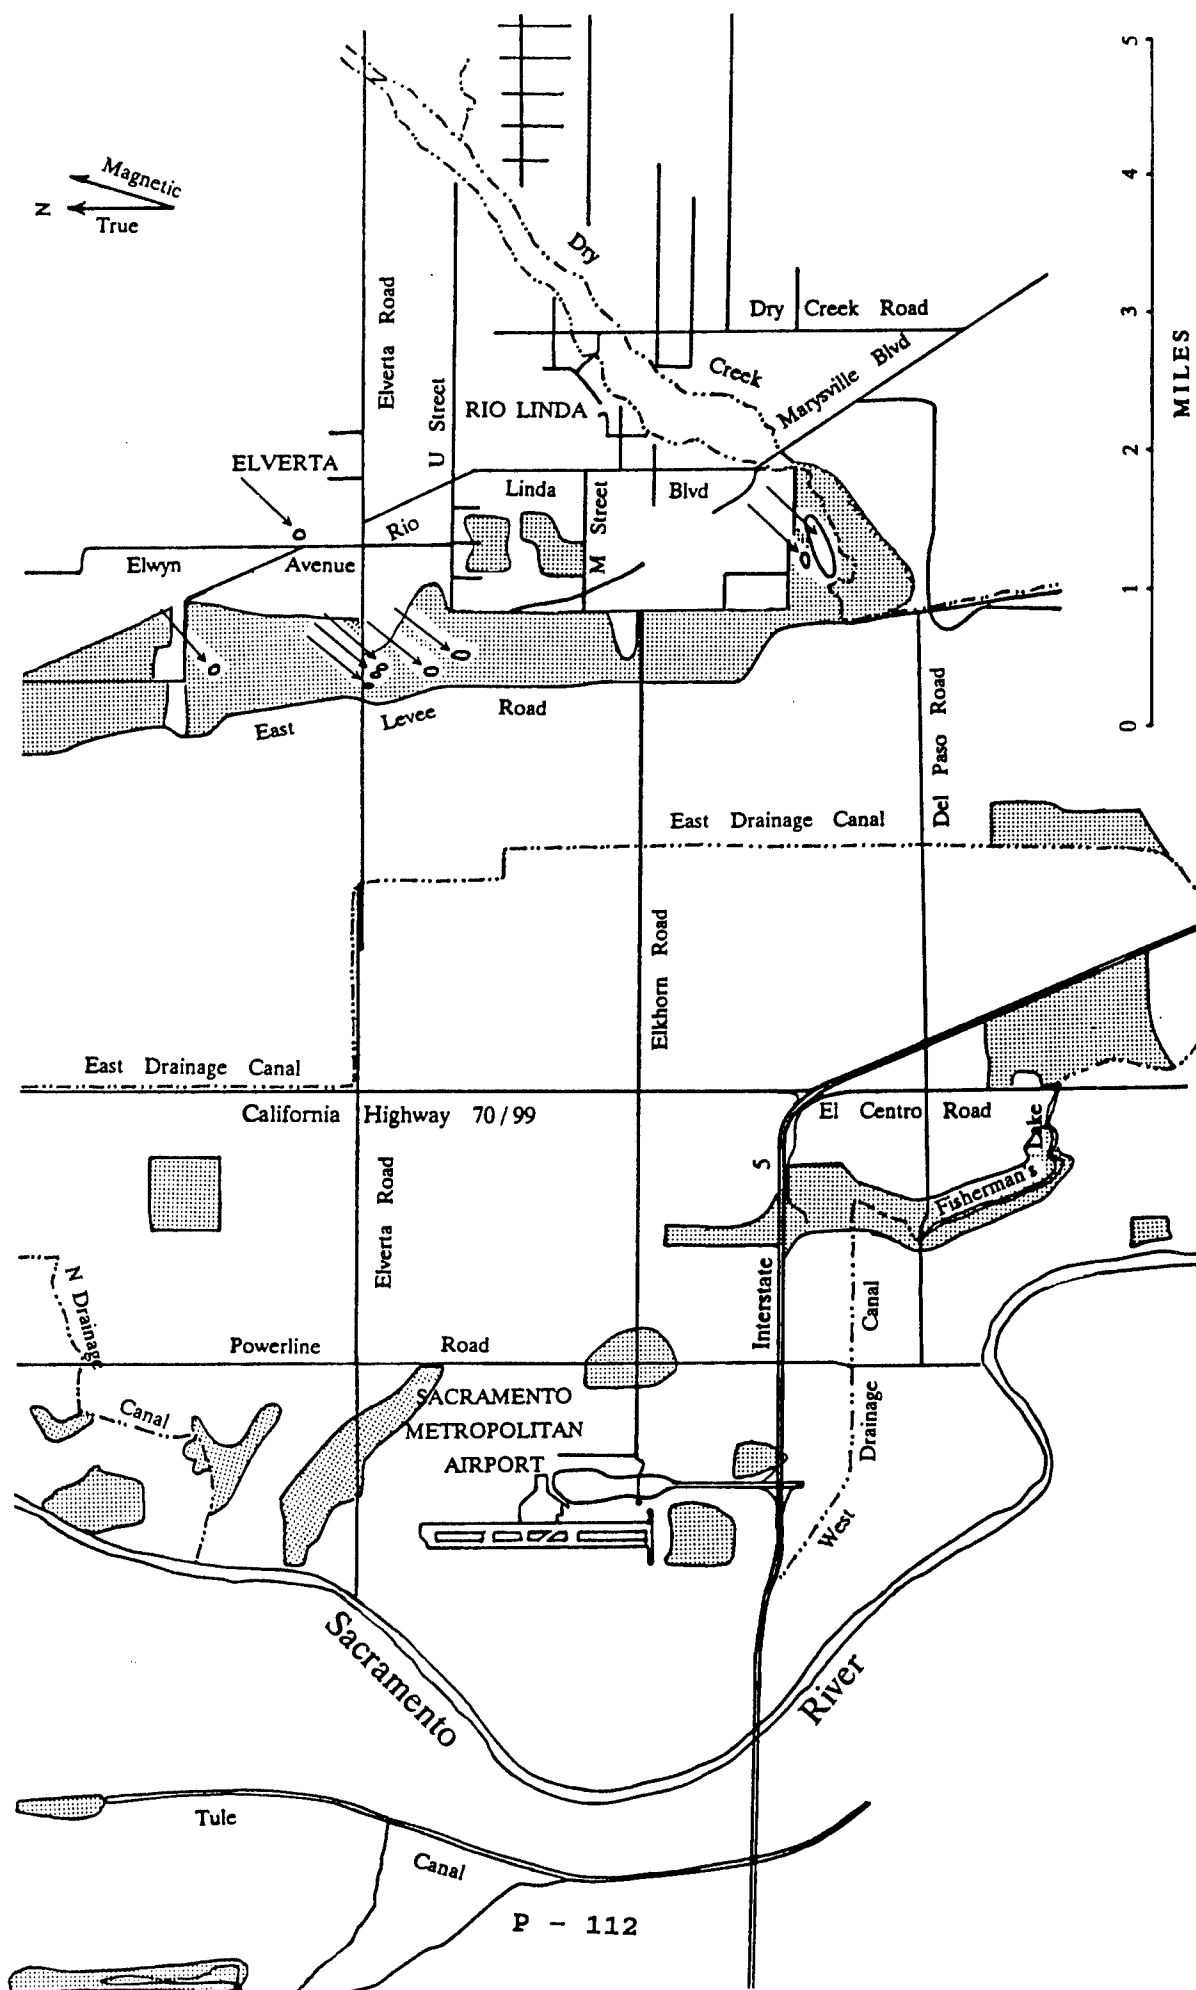 5
4
3
2
1
0
MILES
N
Magnetic
True
Dry
Creek
Dry Creek Road
Marysville Blvd
Elverta Road
U Street
RIO LINDA
ELVERTA
Rio
Linda
Blvd
M Street
Elwyn Avenue
East Levee Road
Del Paso Road
East Drainage Canal
Elkhorn Road
East Drainage Canal
California Highway 70/99
El Centro Road
Elverta Road
Interstate 5
Fisherman's Lake
N Drainage
Canal
Powerline Road
SACRAMENTO
METROPOLITAN
AIRPORT
West Drainage Canal
Sacramento River
Tule
Canal
P - 112